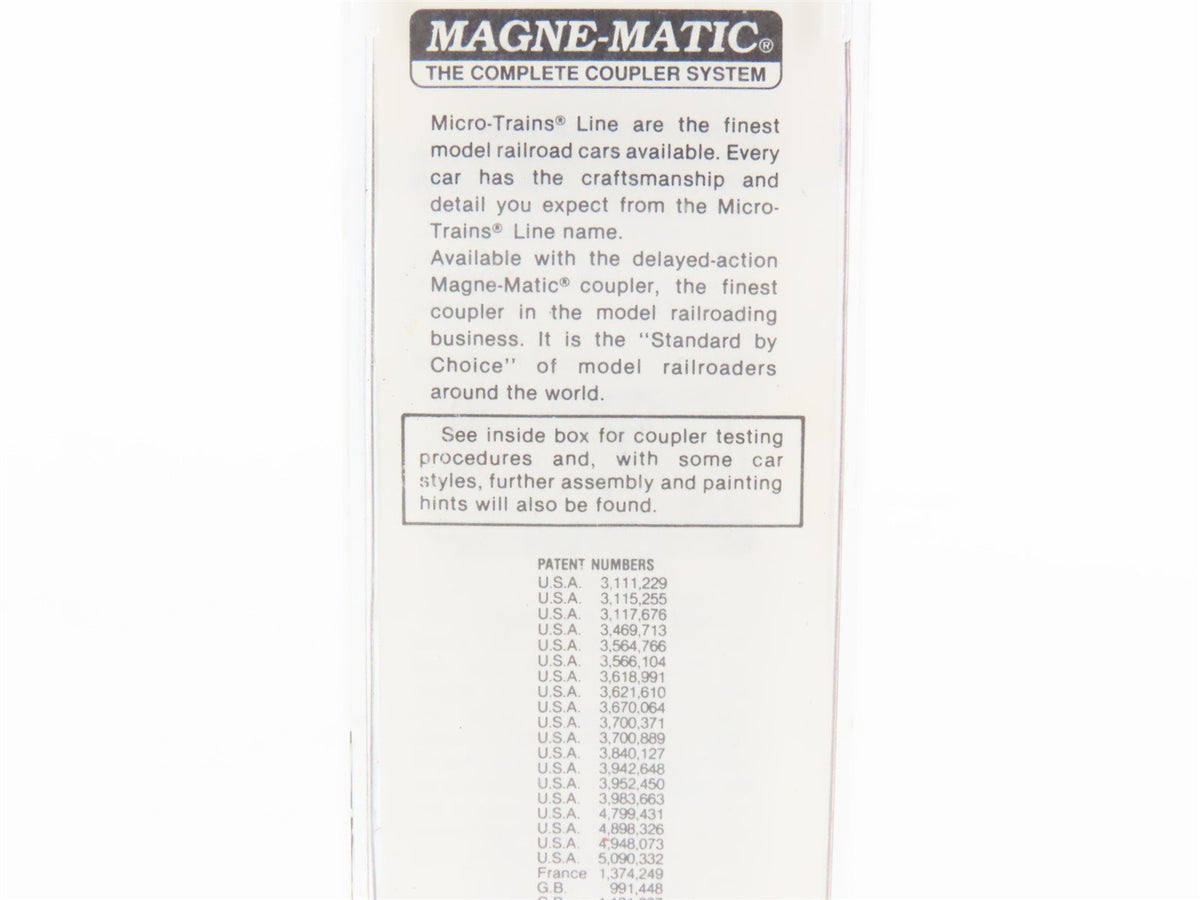 MAGNE-MATIC®
THE COMPLETE COUPLER SYSTEM
Micro-Trains® Line are the finest
model railroad cars available. Every
car has the craftsmanship and
detail you expect from the Micro-
Trains® Line name.
Available with the delayed-action
Magne-Matic® coupler, the finest
coupler in the model railroading
business. It is the "Standard by
Choice" of model railroaders
around the world.
See inside box for coupler testing
procedures and, with some car
styles, further assembly and painting
hints will also be found.
PATENT NUMBERS
U.S.A. 3,111,229
U.S.A. 3,115,255
U.S.A. 3,117,676
U.S.A. 3,469,713
U.S.A. 3,564,766
U.S.A. 3,566,104
U.S.A. 3,618,991
U.S.A. 3,621,610
U.S.A. 3,670,064
U.S.A. 3,700,371
U.S.A. 3,700,889
U.S.A. 3,840,127
U.S.A. 3,942,648
U.S.A. 3,952,450
U.S.A. 3,983,663
U.S.A. 4,799,431
U.S.A. 4,898,326
U.S.A. 4,948,073
U.S.A. 5,090,332
France 1,374,249
G.B. 991,448